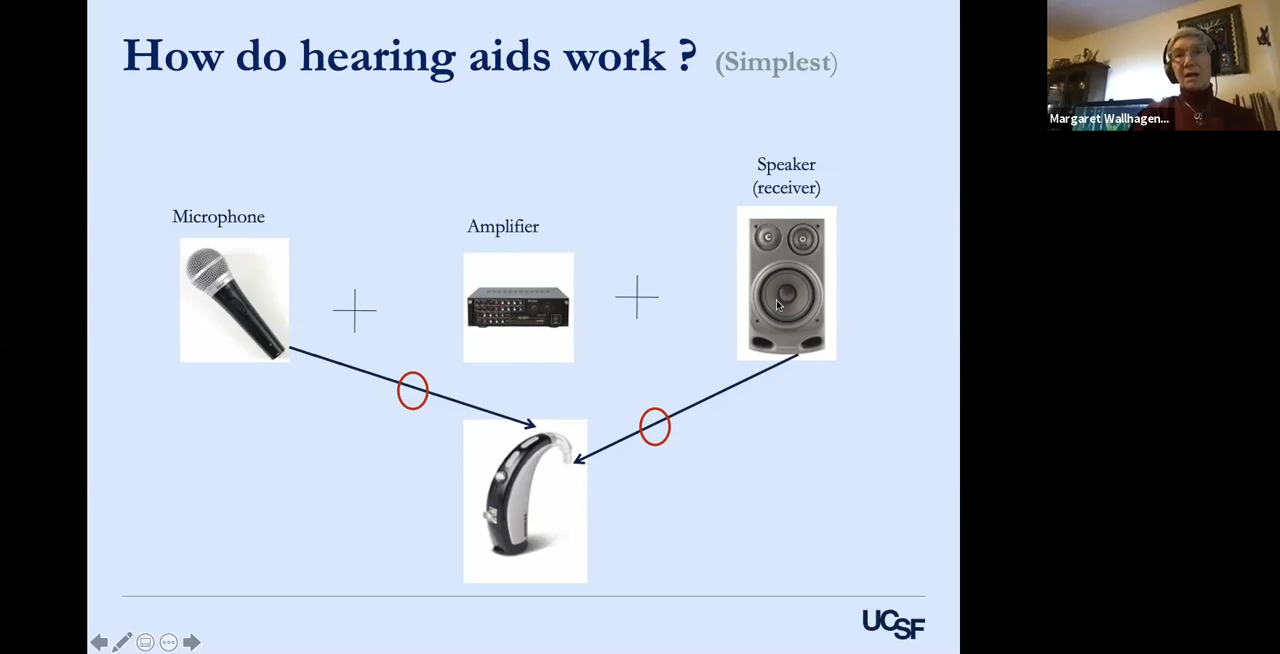 How do hearing aids work ? (Simplest)
Margaret Wallhagen...
Speaker
(receiver)
Microphone
Amplifier
UCSF